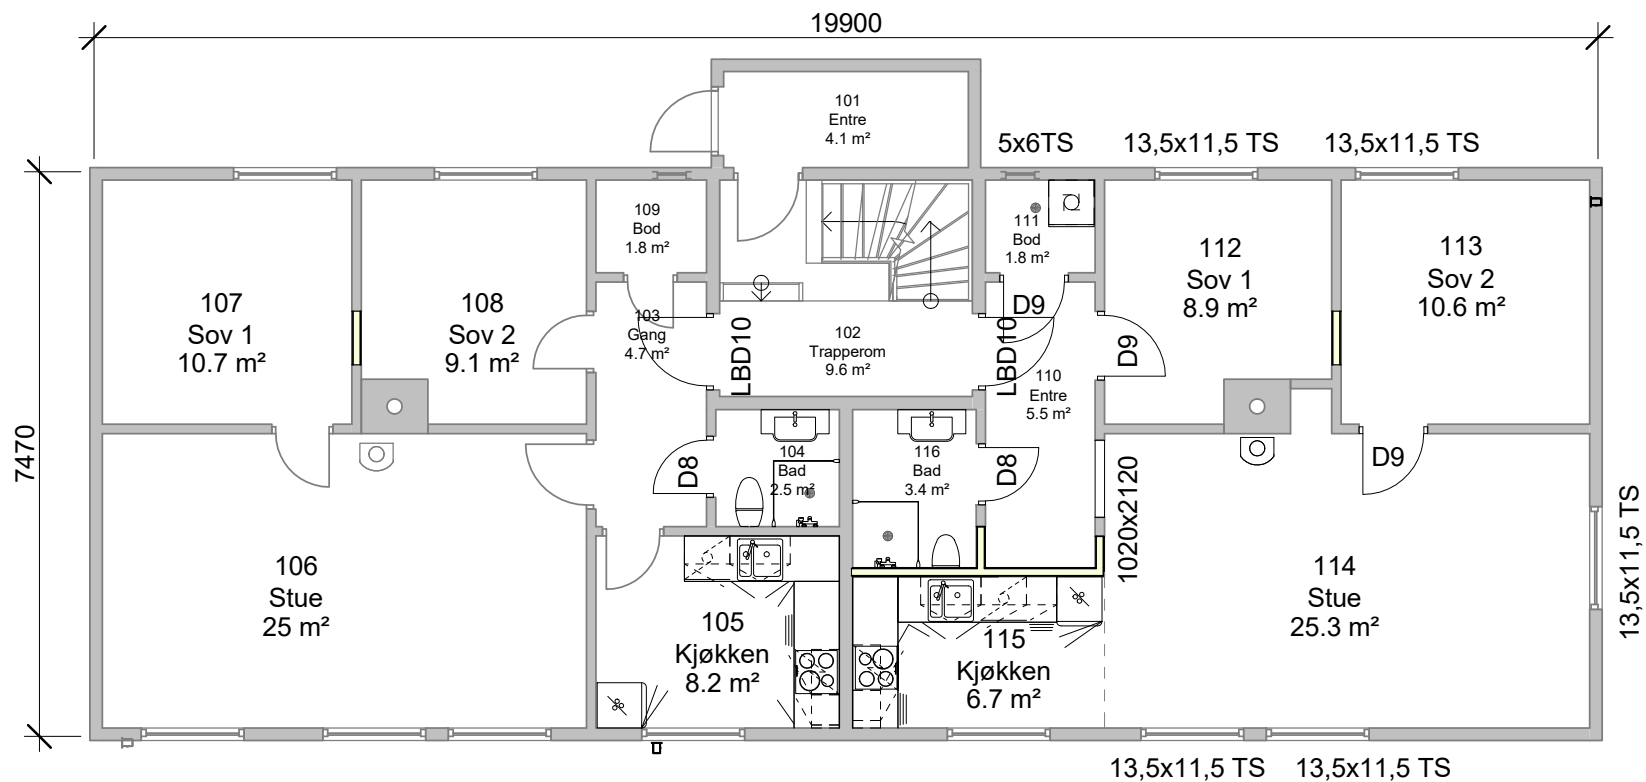 19900
101
Entre
4.1 m²
5x6TS
13,5x11,5 TS
13,5x11,5 TS
109
Bod
1.8 m²
111
Bod
1.8 m²
112
Sov 1
8.9 m²
113
Sov 2
10.6 m²
107
Sov 1
10.7 m²
108
Sov 2
9.1 m²
103
Gang
4.7 m²
LBD10
102
Trapperom
9.6 m²
D9
LBD10
110
Entre
5.5 m²
D9
7470
D8
104
Bad
2.5 m²
116
Bad
3.4 m²
D8
1020x2120
D9
13,5x11,5 TS
106
Stue
25 m²
105
Kjøkken
8.2 m²
115
Kjøkken
6.7 m²
114
Stue
25.3 m²
13,5x11,5 TS
13,5x11,5 TS